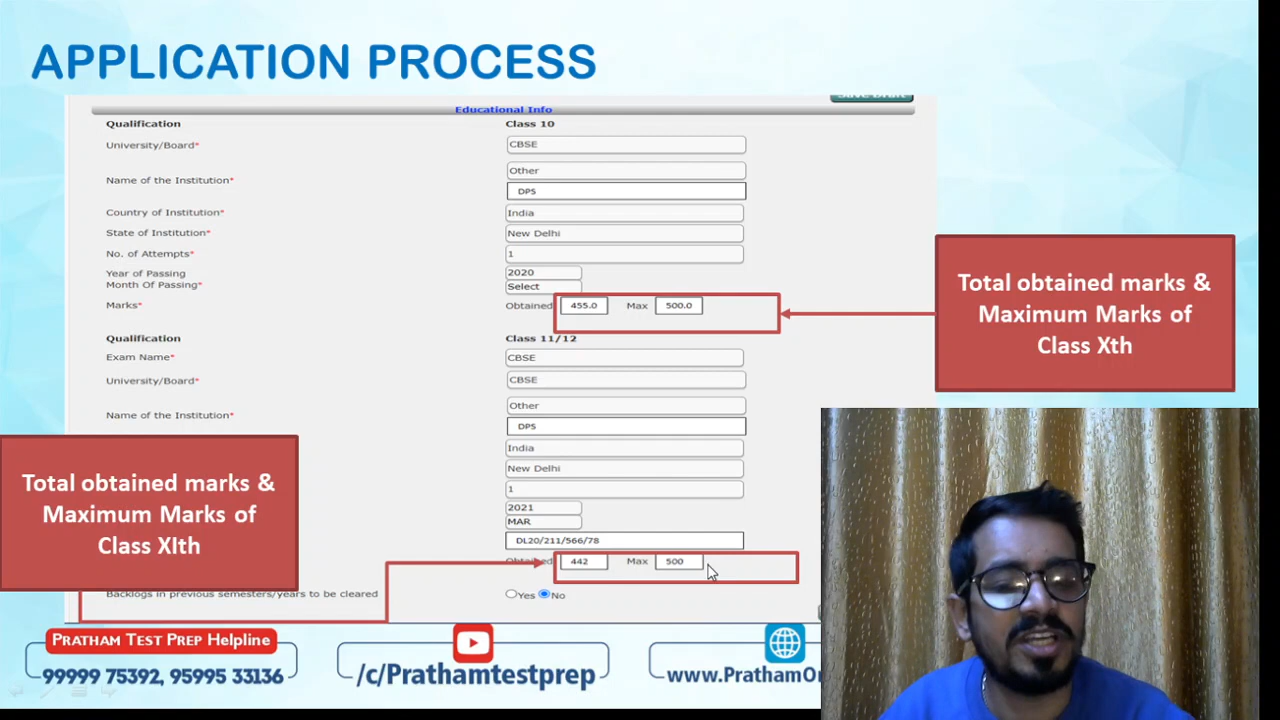 APPLICATION PROCESS
Educational Info
Qualification Class 10
University/Board* CBSE
Other
Name of the Institution*
DPS
Country of Institution* India
State of Institution* New Delhi
No. of Attempts* 1
Year of Passing 2020
Month Of Passing* Select
Marks* Obtained 455.0 Max 500.0
Qualification Class 11/12
Exam Name* CBSE
University/Board* CBSE
Other
Name of the Institution*
DPS
India
New Delhi
1
2021
MAR
DL20/211/566/78
Obtained 442 Max 500
Backlogs in previous semesters/years to be cleared Yes No
Total obtained marks &
Maximum Marks of
Class Xth
Total obtained marks &
Maximum Marks of
Class XIth
PRATHAM TEST PREP Helpline
99999 75392, 95995 33136
/c/Prathamtestprep
www.PrathamOn